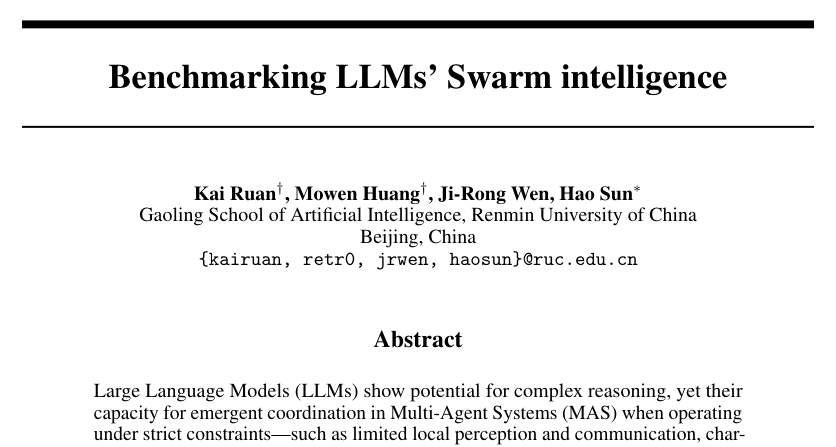 Benchmarking LLMs' Swarm intelligence
Kai Ruan†, Mowen Huang†, Ji-Rong Wen, Hao Sun*
Gaoling School of Artificial Intelligence, Renmin University of China
Beijing, China
{kairuan, retr0, jrwen, haosun}@ruc.edu.cn
Abstract
Large Language Models (LLMs) show potential for complex reasoning, yet their
capacity for emergent coordination in Multi-Agent Systems (MAS) when operating
under strict constraints—such as limited local perception and communication, char-